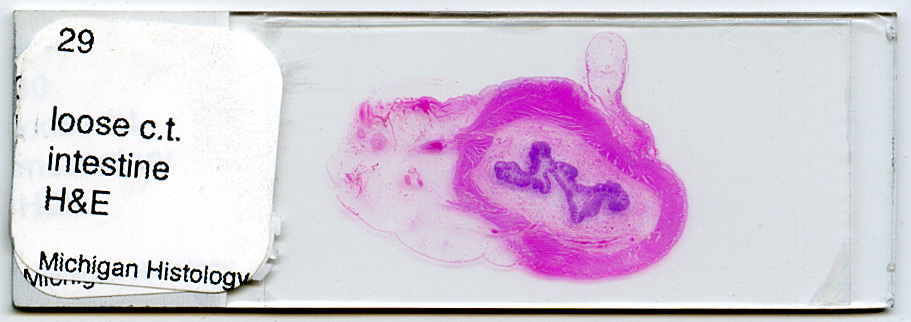 29
loose c.t.
intestine
H&E
Michigan Histology